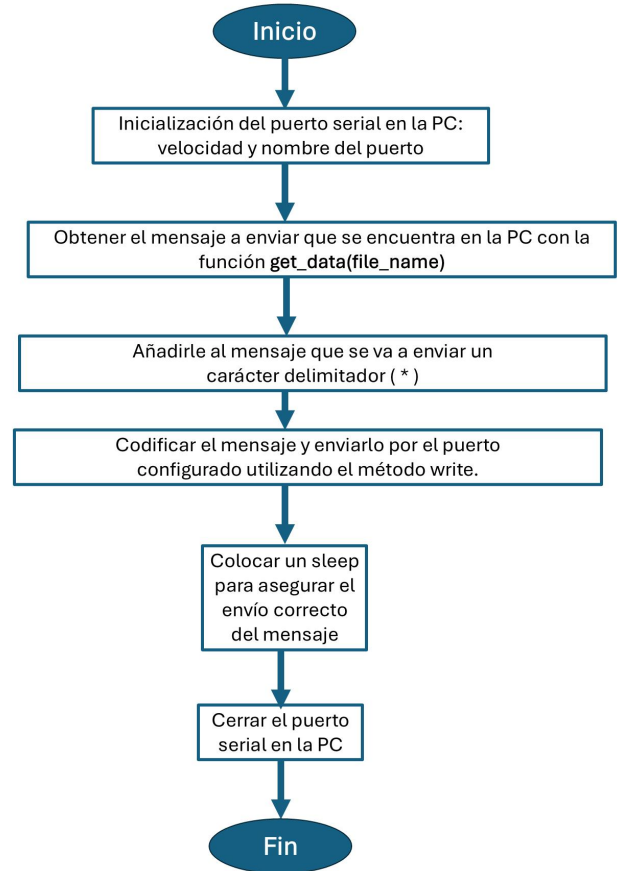 Inicio
Inicialización del puerto serial en la PC:
velocidad y nombre del puerto
Obtener el mensaje a enviar que se encuentra en la PC con la
función get_data(file_name)
Añadirle al mensaje que se va a enviar un
carácter delimitador ( * )
Codificar el mensaje y enviarlo por el puerto
configurado utilizando el método write.
Colocar un sleep
para asegurar el
envío correcto
del mensaje
Cerrar el puerto
serial en la PC
Fin